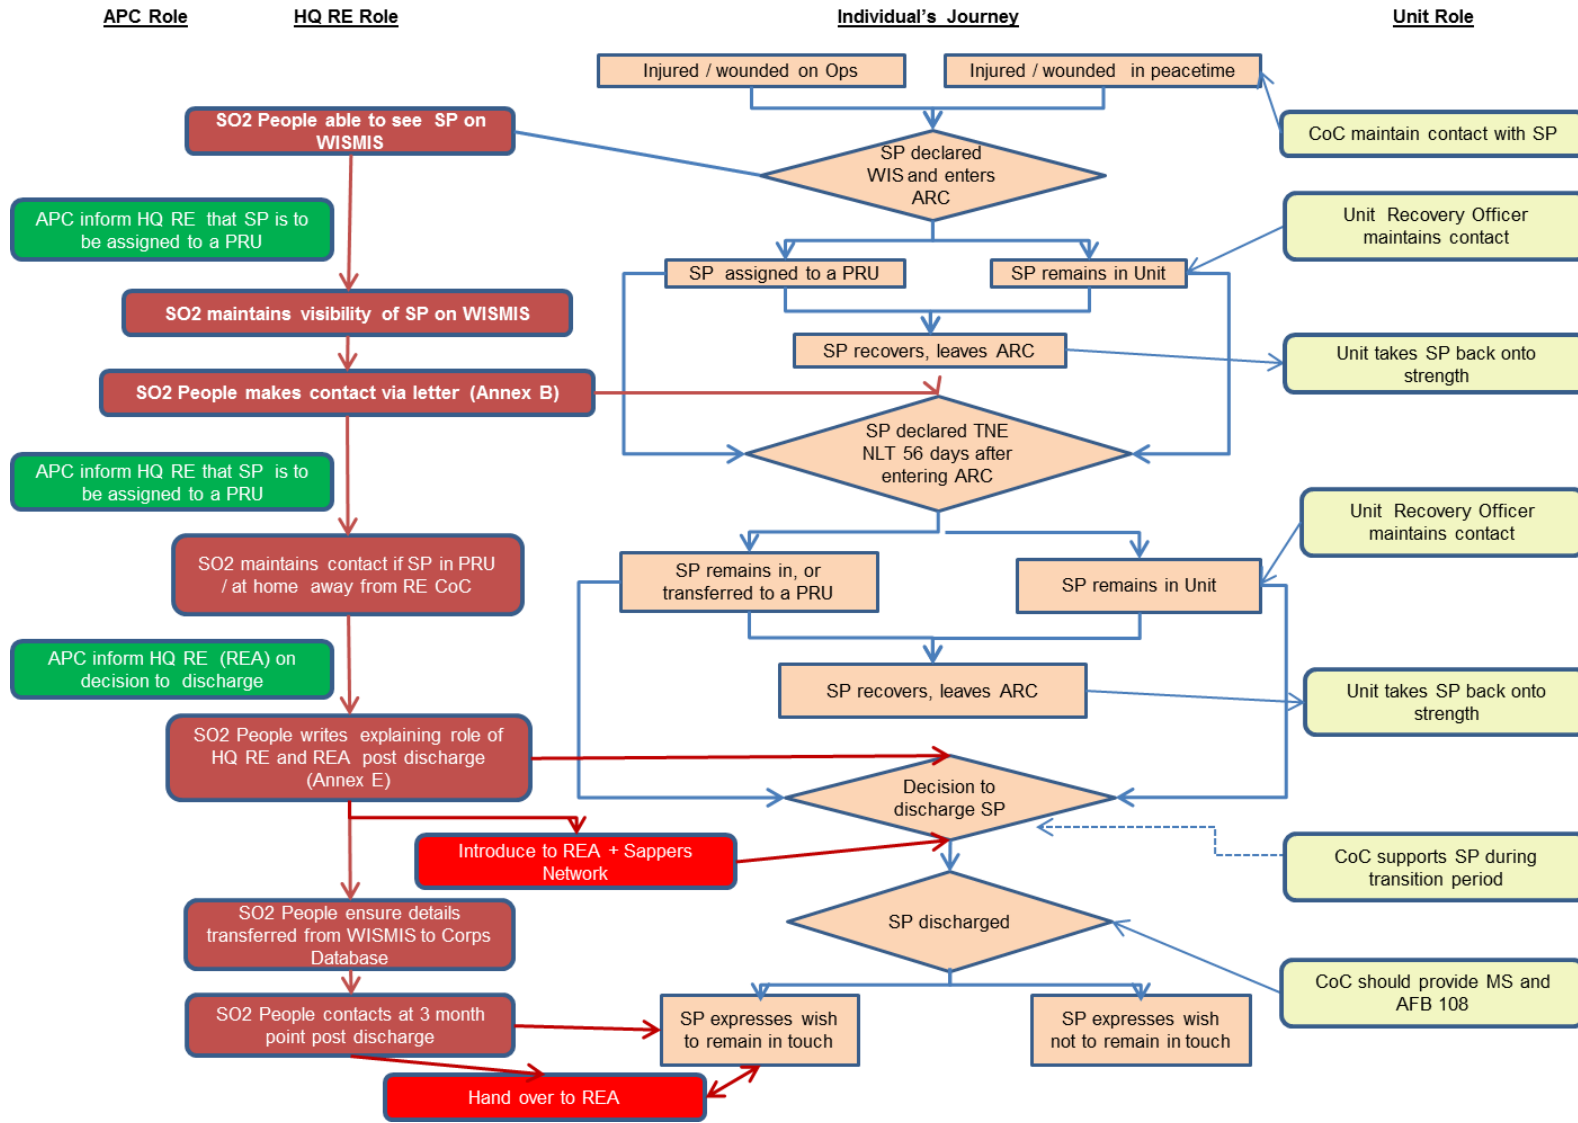 APC Role
HQ RE Role
Individual's Journey
Unit Role
Injured / wounded on Ops
Injured / wounded in peacetime
SO2 People able to see SP on
WISMIS
CoC maintain contact with SP
SP declared
WIS and enters
ARC
APC inform HQ RE that SP is to
be assigned to a PRU
Unit Recovery Officer
maintains contact
SP assigned to a PRU
SP remains in Unit
SO2 maintains visibility of SP on WISMIS
SP recovers, leaves ARC
Unit takes SP back onto
strength
SO2 People makes contact via letter (Annex B)
SP declared TNE
NLT 56 days after
entering ARC
APC inform HQ RE that SP is to
be assigned to a PRU
Unit Recovery Officer
maintains contact
SO2 maintains contact if SP in PRU
/ at home away from RE CoC
SP remains in, or
transferred to a PRU
SP remains in Unit
APC inform HQ RE (REA) on
decision to discharge
SP recovers, leaves ARC
Unit takes SP back onto
strength
SO2 People writes explaining role of
HQ RE and REA post discharge
(Annex E)
Decision to
discharge SP
Introduce to REA + Sappers
Network
CoC supports SP during
transition period
SO2 People ensure details
transferred from WISMIS to Corps
Database
SP discharged
CoC should provide MS and
AFB 108
SO2 People contacts at 3 month
point post discharge
SP expresses wish
to remain in touch
SP expresses wish
not to remain in touch
Hand over to REA